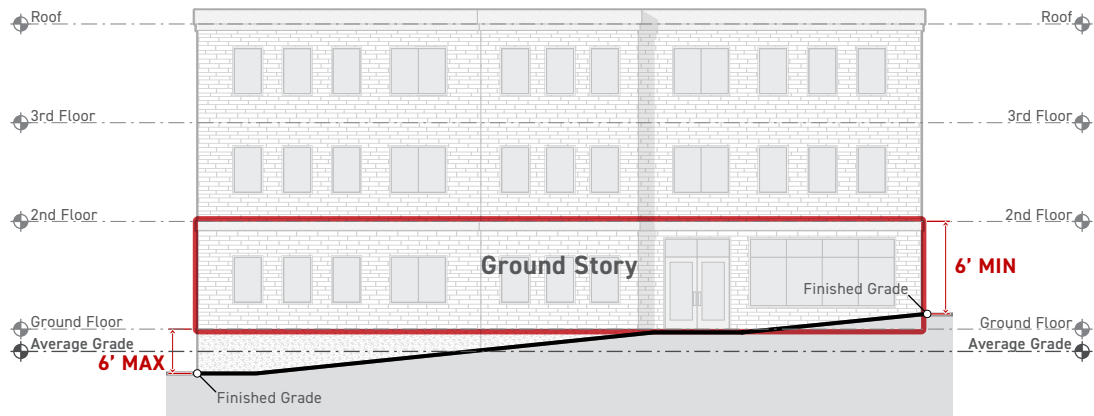 Roof
Roof
3rd Floor
3rd Floor
2nd Floor
2nd Floor
Ground Story
6’ MIN
Finished Grade
Ground Floor
Ground Floor
Average Grade
Average Grade
6’ MAX
Finished Grade